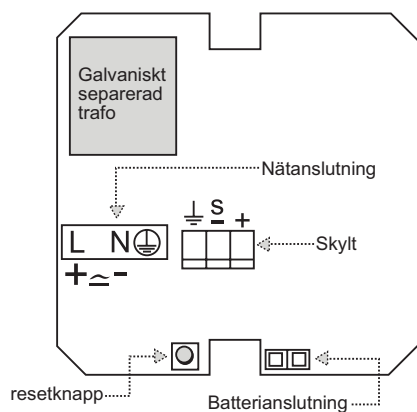 Galvaniskt
separerad
trafo
Nätanslutning
S
+
L N
Skylt
+ ≃ -
resetknapp
Batterianslutning